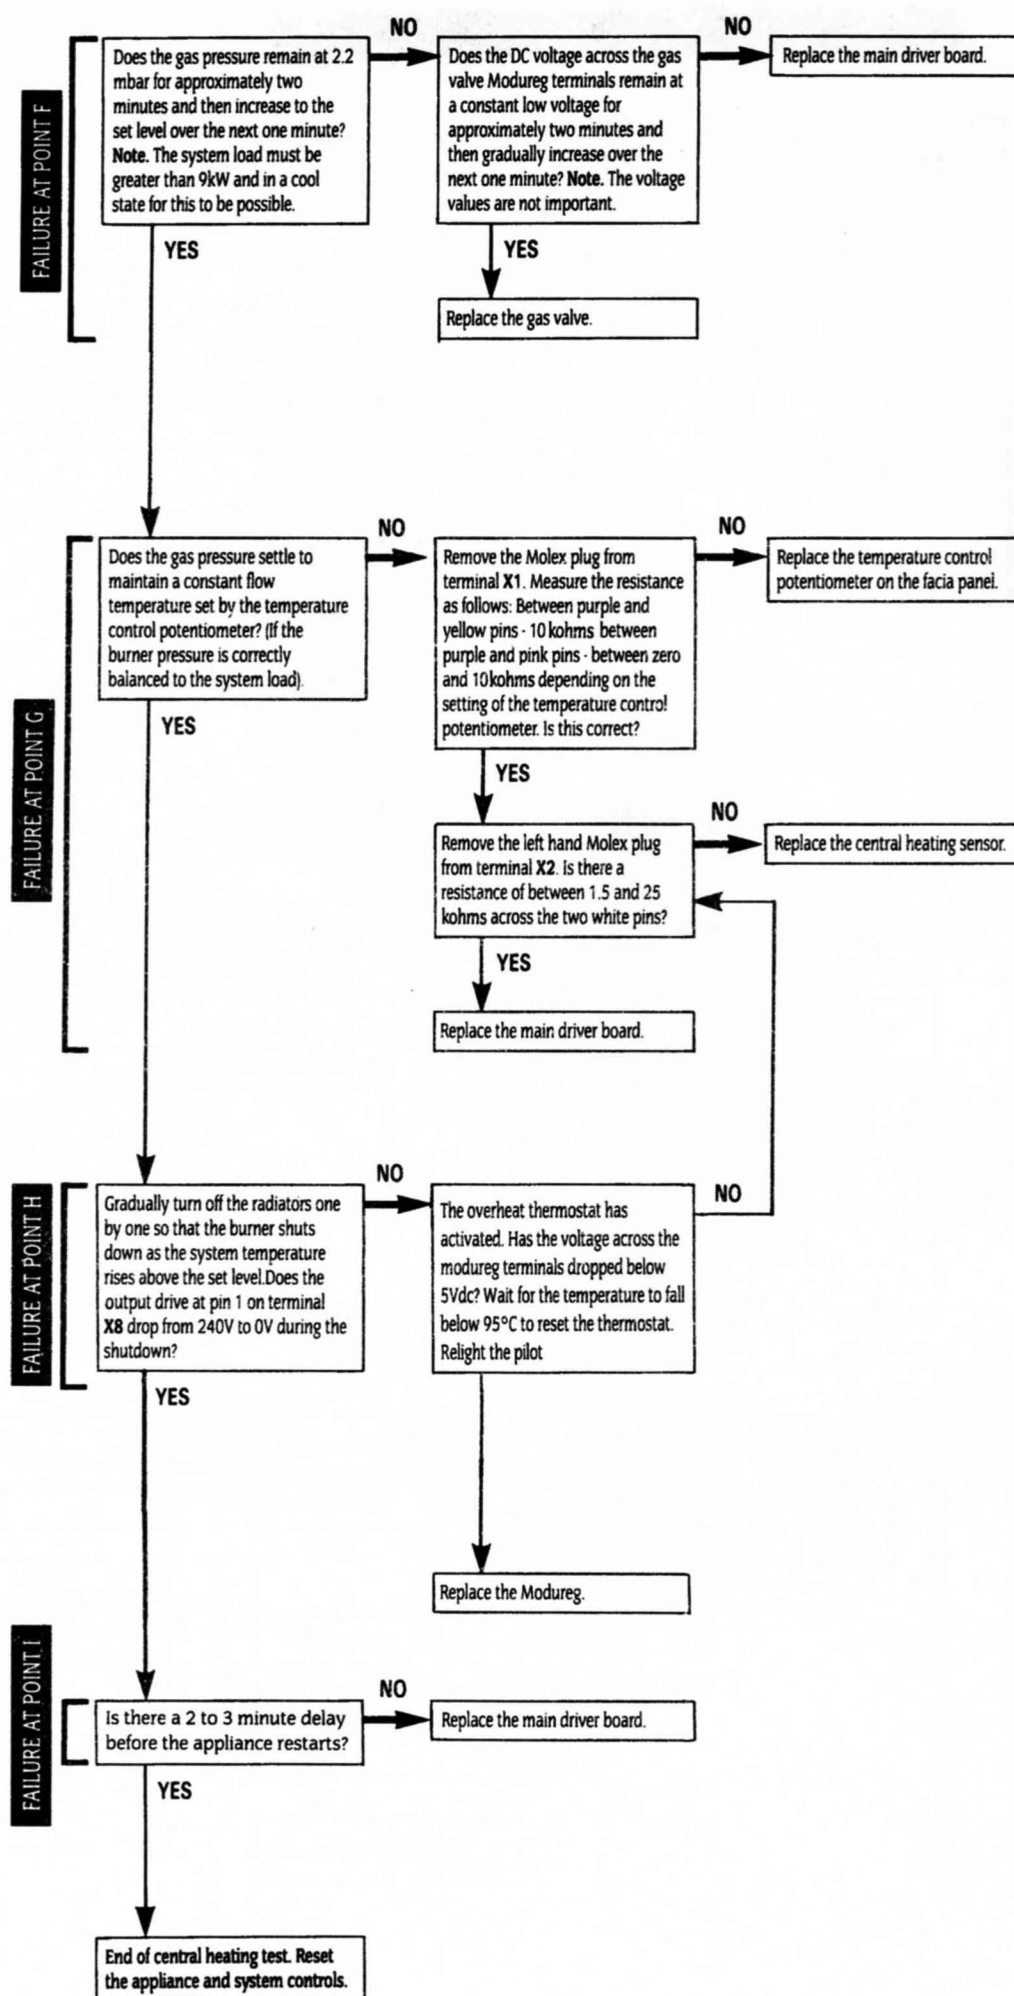 FAILURE AT POINT F
Does the gas pressure remain at 2.2
mbar for approximately two
minutes and then increase to the
set level over the next one minute?
Note. The system load must be
greater than 9kW and in a cool
state for this to be possible.
NO
Does the DC voltage across the gas
valve Modureg terminals remain at
a constant low voltage for
approximately two minutes and
then gradually increase over the
next one minute? Note. The voltage
values are not important.
NO
Replace the main driver board.
YES
YES
Replace the gas valve.
FAILURE AT POINT G
Does the gas pressure settle to
maintain a constant flow
temperature set by the temperature
control potentiometer? (If the
burner pressure is correctly
balanced to the system load).
NO
Remove the Molex plug from
terminal X1. Measure the resistance
as follows: Between purple and
yellow pins - 10 kohms between
purple and pink pins - between zero
and 10kohms depending on the
setting of the temperature control
potentiometer. Is this correct?
NO
Replace the temperature control
potentiometer on the facia panel.
YES
YES
Remove the left hand Molex plug
from terminal X2. Is there a
resistance of between 1.5 and 25
kohms across the two white pins?
NO
Replace the central heating sensor.
YES
Replace the main driver board.
FAILURE AT POINT H
Gradually turn off the radiators one
by one so that the burner shuts
down as the system temperature
rises above the set level.Does the
output drive at pin 1 on terminal
X8 drop from 240V to 0V during the
shutdown?
NO
The overheat thermostat has
activated. Has the voltage across the
modureg terminals dropped below
5Vdc? Wait for the temperature to fall
below 95°C to reset the thermostat.
Relight the pilot
NO
YES
Replace the Modureg.
FAILURE AT POINT I
Is there a 2 to 3 minute delay
before the appliance restarts?
NO
Replace the main driver board.
YES
End of central heating test. Reset
the appliance and system controls.